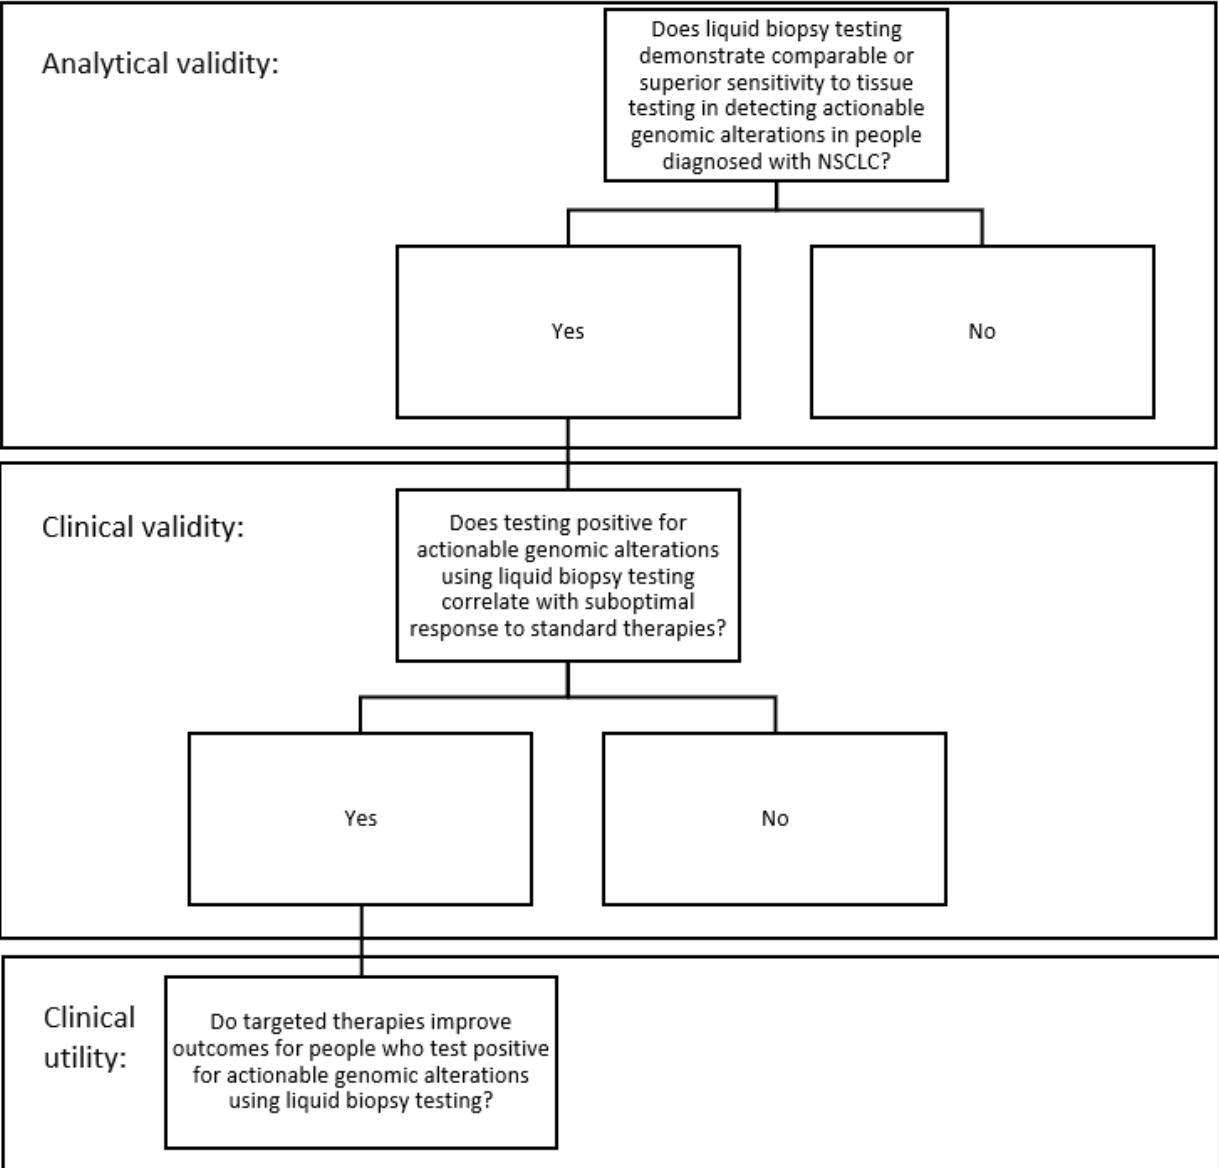 Analytical validity:
Does liquid biopsy testing
demonstrate comparable or
superior sensitivity to tissue
testing in detecting actionable
genomic alterations in people
diagnosed with NSCLC?
Yes
No
Clinical validity:
Does testing positive for
actionable genomic alterations
using liquid biopsy testing
correlate with suboptimal
response to standard therapies?
Yes
No
Clinical
utility:
Do targeted therapies improve
outcomes for people who test positive
for actionable genomic alterations
using liquid biopsy testing?